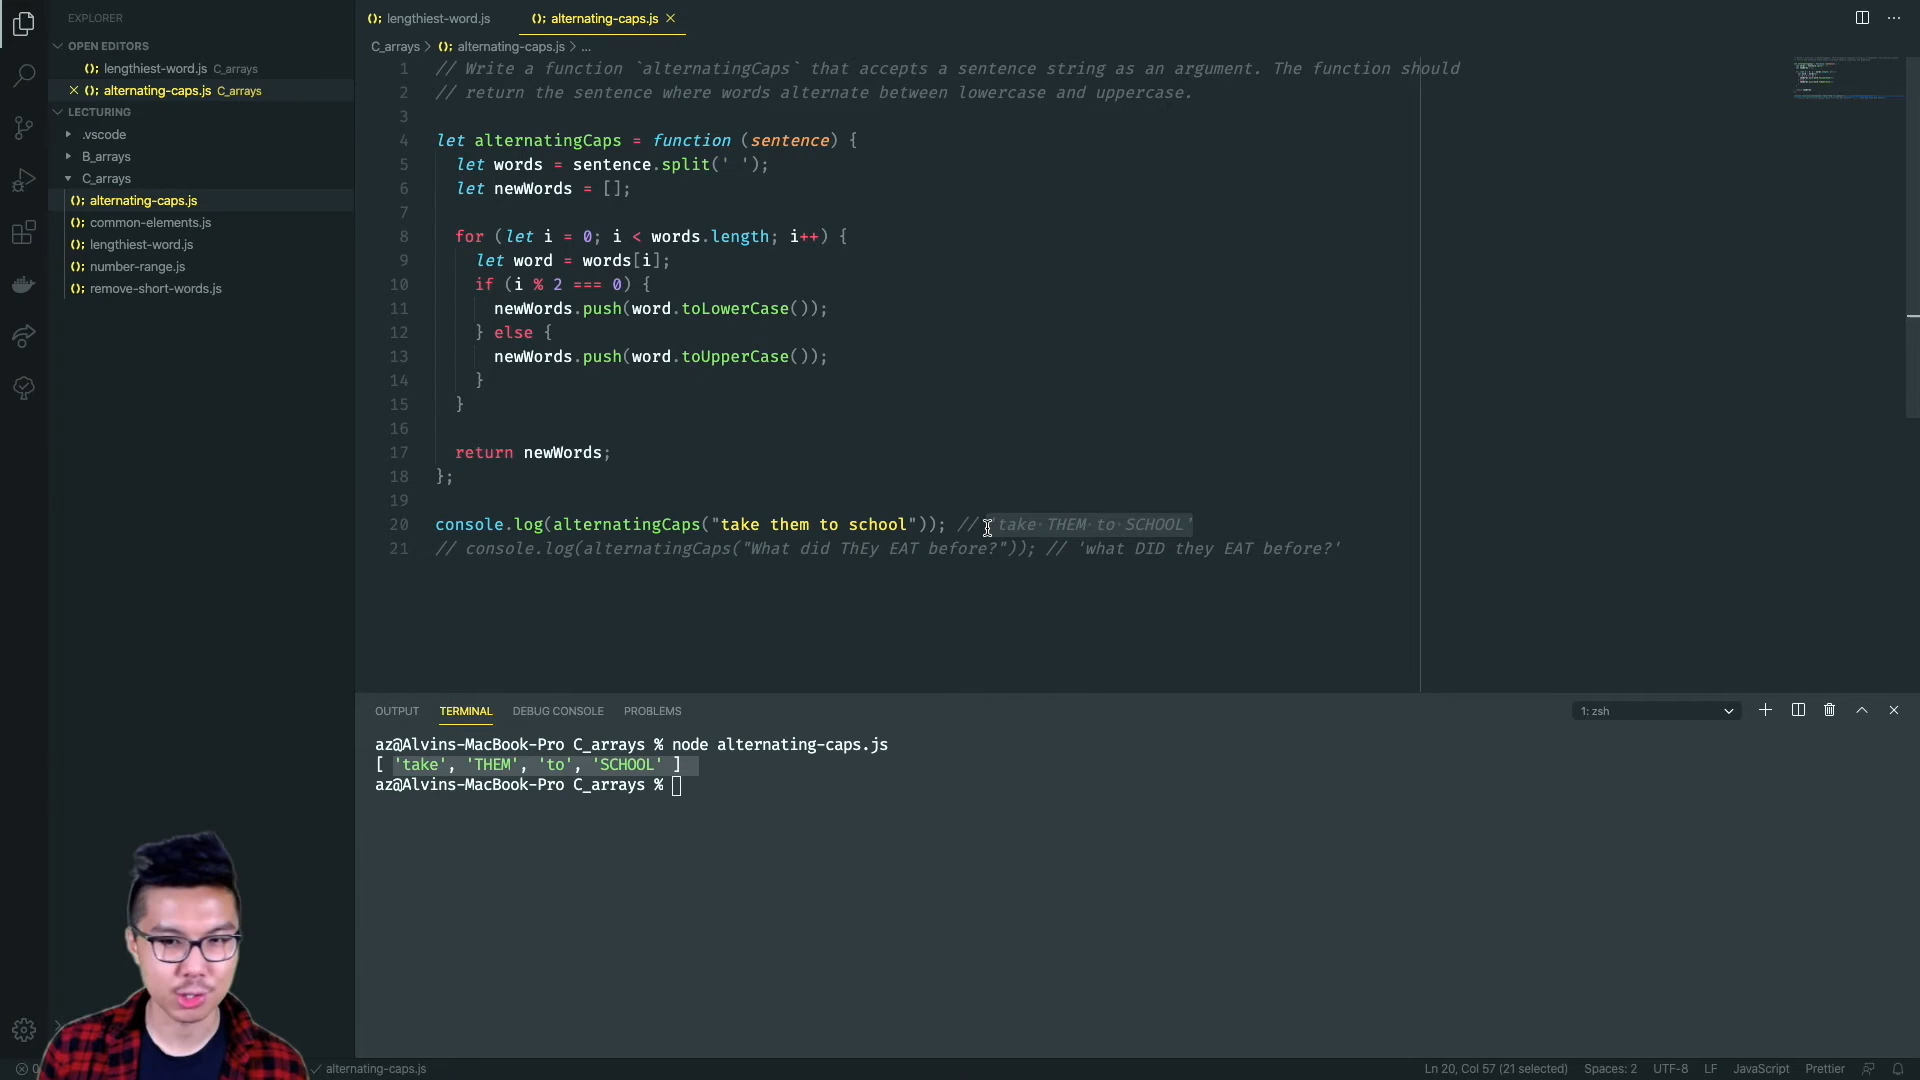 EXPLORER
OPEN EDITORS
(); lengthiest-word.js C_arrays
(); alternating-caps.js C_arrays
LECTURING
.vscode
B_arrays
C_arrays
(); alternating-caps.js
(); common-elements.js
(); lengthiest-word.js
(); number-range.js
(); remove-short-words.js
(); lengthiest-word.js (); alternating-caps.js
C_arrays > (); alternating-caps.js > ...
1 // Write a function `alternatingCaps` that accepts a sentence string as an argument. The function should
2 // return the sentence where words alternate between lowercase and uppercase.
3
4 let alternatingCaps = function (sentence) {
5 let words = sentence.split(' ');
6 let newWords = [];
7
8 for (let i = 0; i < words.length; i++) {
9 let word = words[i];
10 if (i % 2 === 0) {
11 newWords.push(word.toLowerCase());
12 } else {
13 newWords.push(word.toUpperCase());
14 }
15 }
16
17 return newWords;
18 };
19
20 console.log(alternatingCaps("take them to school")); // 'take THEM to SCHOOL'
21 // console.log(alternatingCaps("What did ThEy EAT before?")); // 'what DID they EAT before?'
OUTPUT TERMINAL DEBUG CONSOLE PROBLEMS 1: zsh
az@Alvins-MacBook-Pro C_arrays % node alternating-caps.js
[ 'take', 'THEM', 'to', 'SCHOOL' ]
az@Alvins-MacBook-Pro C_arrays %
0 alternating-caps.js Ln 20, Col 57 (21 selected) Spaces: 2 UTF-8 LF JavaScript Prettier